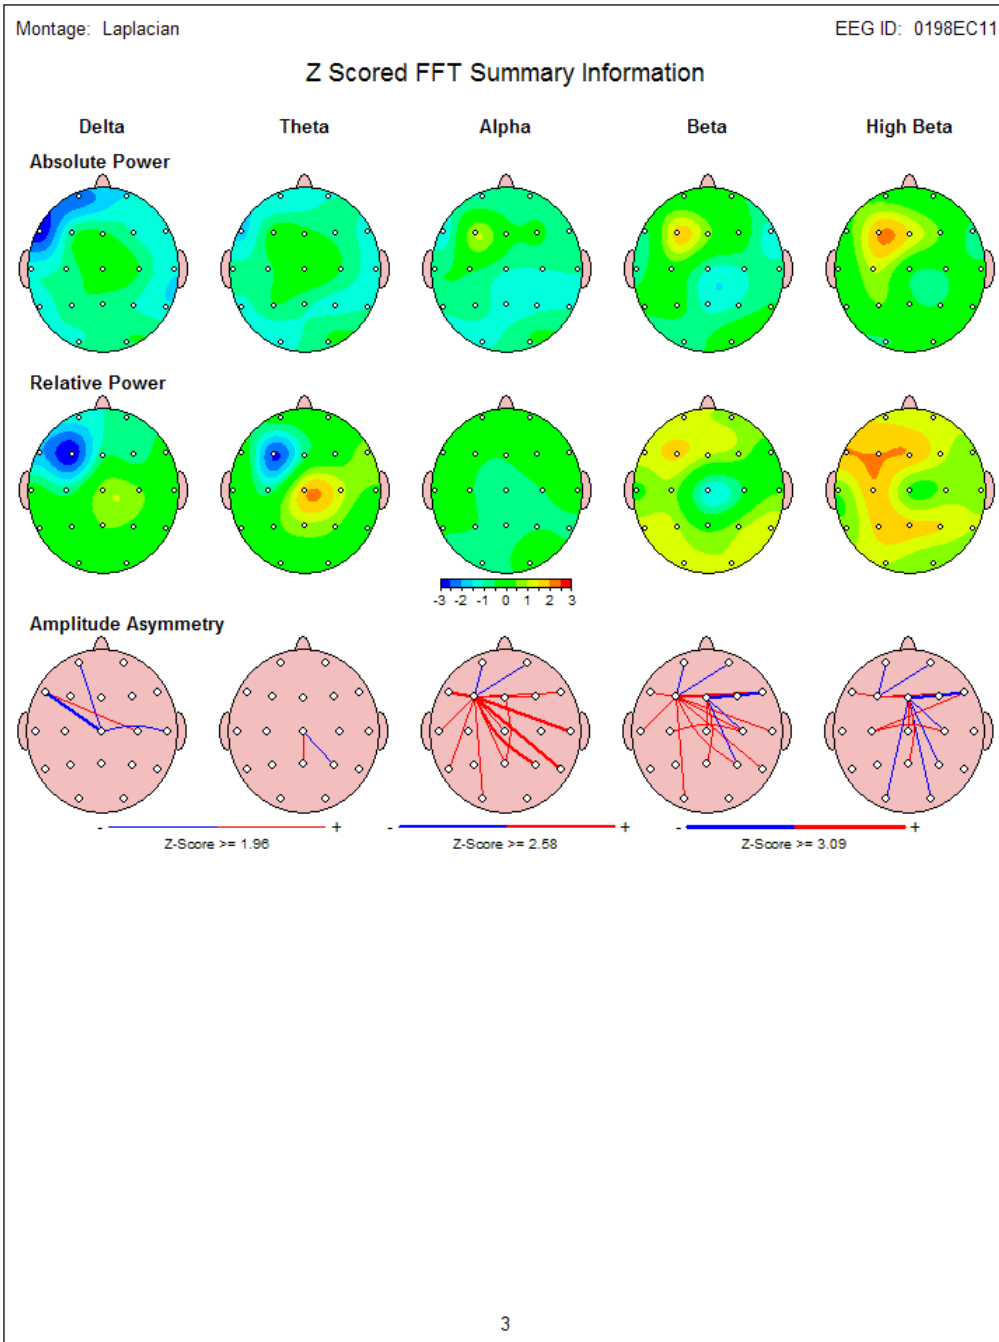 Montage: Laplacian EEG ID: 0198EC11
Z Scored FFT Summary Information
Delta Theta Alpha Beta High Beta
Absolute Power
Relative Power
-3 -2 -1 0 1 2 3
Amplitude Asymmetry
- + - + - +
Z-Score >= 1.96 Z-Score >= 2.58 Z-Score >= 3.09
3